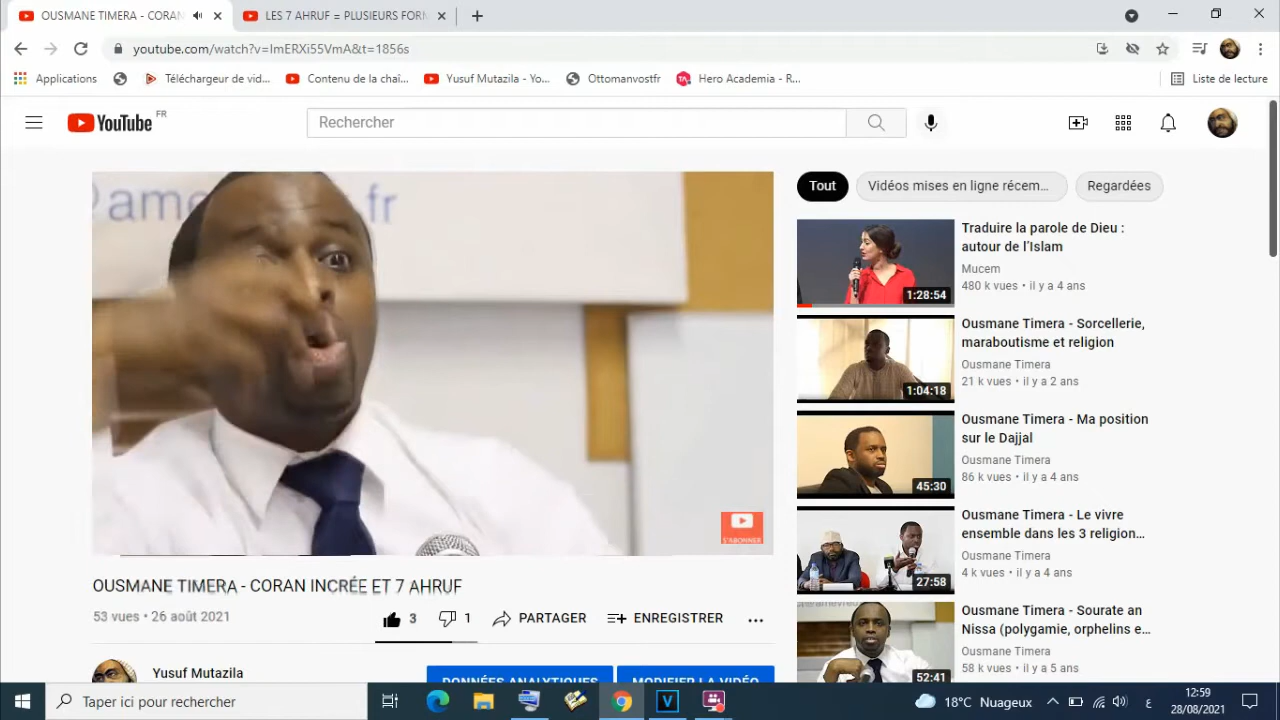 OUSMANE TIMERA - CORAN
LES 7 AHRUF = PLUSIEURS FORM
youtube.com/watch?v=ImERXi55VmA&t=1856s
Applications
Téléchargeur de vid...
Contenu de la chaî...
Yusuf Mutazila - Yo...
Ottomanvostfr
Hero Academia - R...
Liste de lecture
YouTube FR
Rechercher
@ame fr
S'ABONNER
OUSMANE TIMERA - CORAN INCRÉE ET 7 AHRUF
53 vues • 26 août 2021
3
1
PARTAGER
ENREGISTRER
Yusuf Mutazila
DONNÉES ANALYTIQUES
MODIFIER LA VIDÉO
Tout
Vidéos mises en ligne récem...
Regardées
1:28:54
Traduire la parole de Dieu :
autour de l'Islam
Mucem
480 k vues • il y a 4 ans
1:04:18
Ousmane Timera - Sorcellerie,
maraboutisme et religion
Ousmane Timera
21 k vues • il y a 2 ans
45:30
Ousmane Timera - Ma position
sur le Dajjal
Ousmane Timera
86 k vues • il y a 4 ans
27:58
Ousmane Timera - Le vivre
ensemble dans les 3 religion...
Ousmane Timera
4 k vues • il y a 4 ans
52:41
Ousmane Timera - Sourate an
Nissa (polygamie, orphelins e...
Ousmane Timera
58 k vues • il y a 5 ans
Taper ici pour rechercher
18°C Nuageux
ع
12:59
28/08/2021